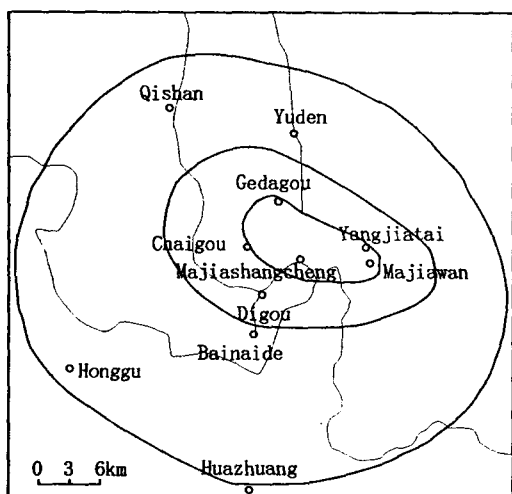 Qishan
Yuden
Gedagou
Chaigou
Yangjiatai
Majiashangcheng
Majiawan
Digou
Bainaide
Honggu
0 3 6km
Huazhuang